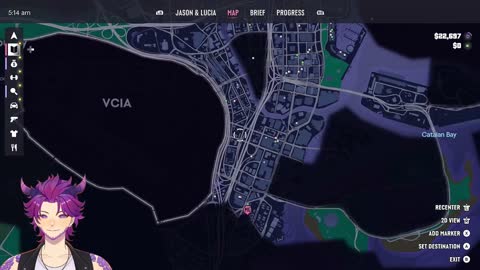 5:14 am
JASON & LUCIA MAP BRIEF PROGRESS
$22,697
$0
VCIA
Catalan Bay
RECENTER
2D VIEW
ADD MARKER
SET DESTINATION
EXIT